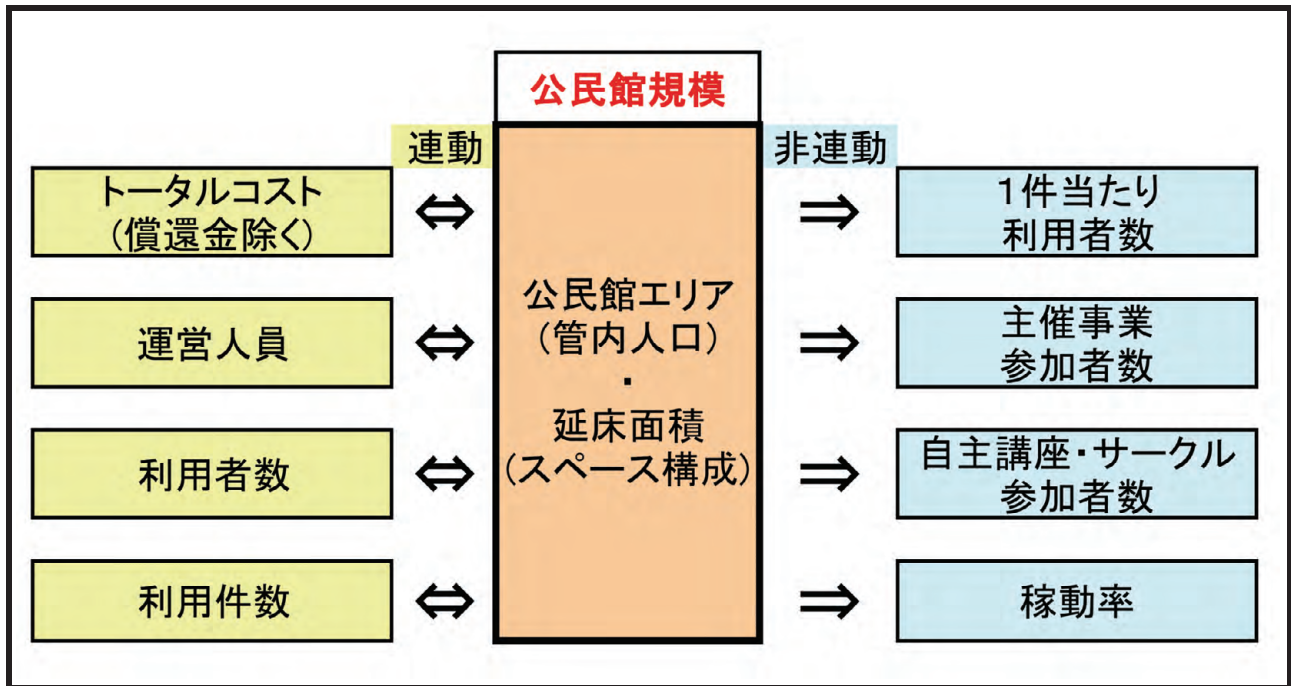 公民館規模
連動
非連動
トータルコスト
(償還金除く)
⇔
運営人員
⇔
利用者数
⇔
利用件数
⇔
公民館エリア
(管内人口)
・
延床面積
(スペース構成)
⇒
1件当たり
利用者数
⇒
主催事業
参加者数
⇒
自主講座・サークル
参加者数
⇒
稼動率